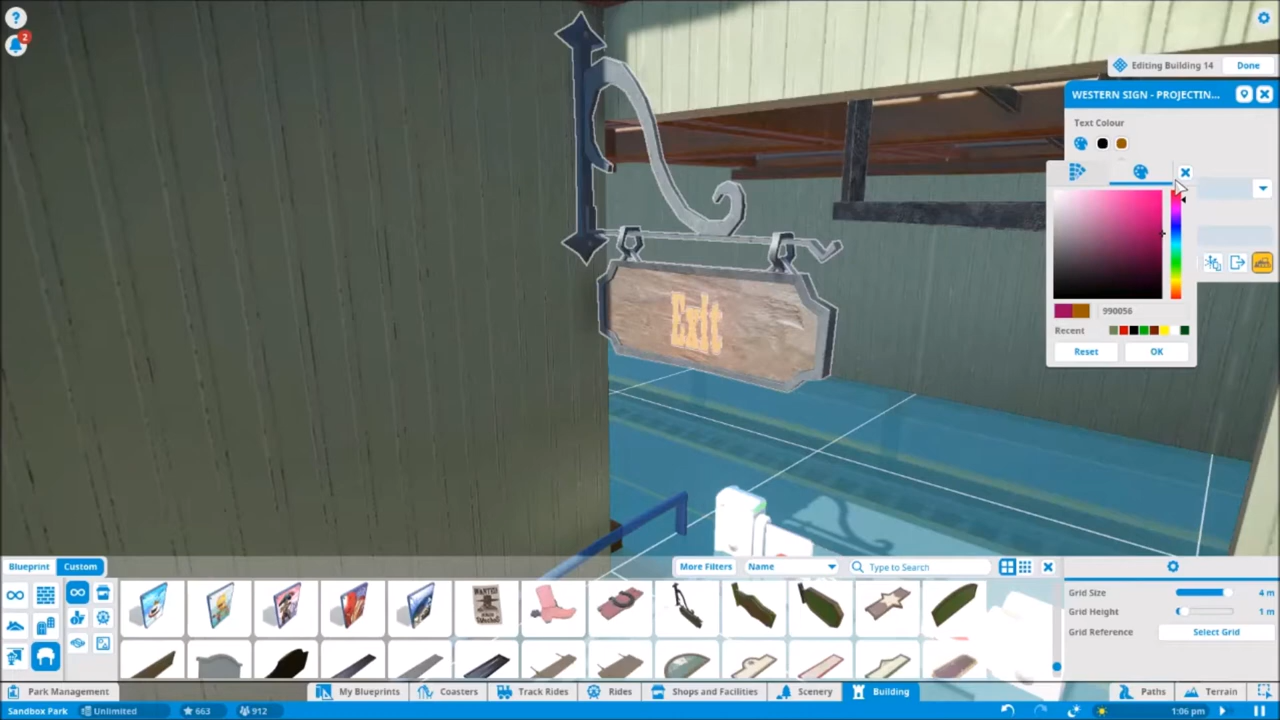 ?
2
Editing Building 14 Done
WESTERN SIGN - PROJECTIN...
Text Colour
990056
Recent
Reset OK
Exit
Blueprint Custom More Filters Name Type to Search
WANTED
Grid Size 4 m
Grid Height 1 m
Grid Reference Select Grid
Park Management My Blueprints Coasters Track Rides Rides Shops and Facilities Scenery Building Paths Terrain
Sandbox Park Unlimited 663 912 1:06 pm